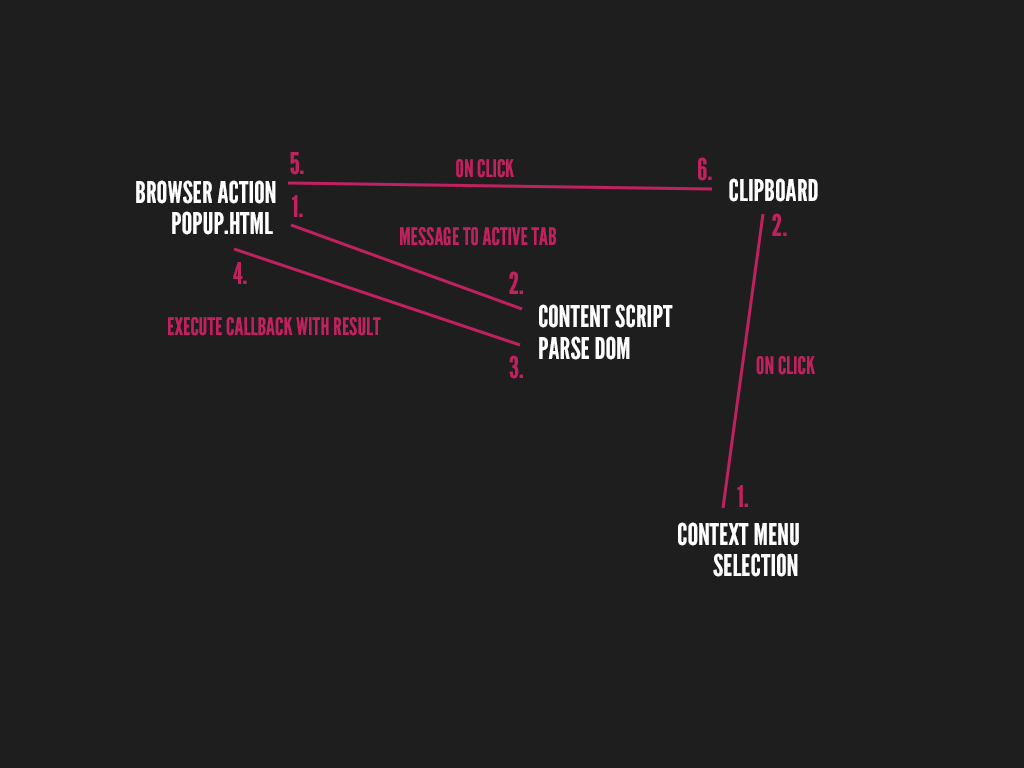 5.
ON CLICK
6.
BROWSER ACTION
POPUP.HTML
1.
CLIPBOARD
2.
MESSAGE TO ACTIVE TAB
4.
2.
EXECUTE CALLBACK WITH RESULT
CONTENT SCRIPT
PARSE DOM
3.
ON CLICK
1.
CONTEXT MENU
SELECTION